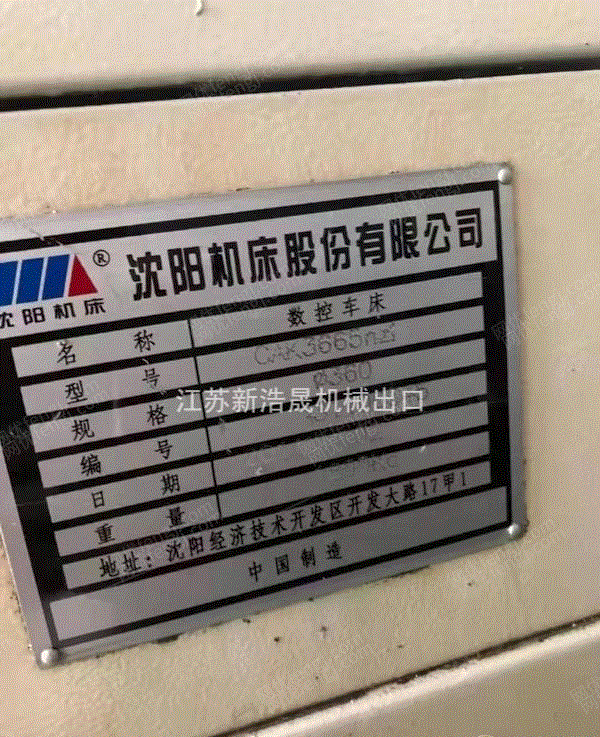 ® 沈阳机床股份有限公司
沈阳机床
名称 数控车床
型号 CAK3665nzj
规格 φ360
江苏新浩晟机械出口
编号
日期
重量
地址: 沈阳经济技术开发区开发大路17甲1
中国制造